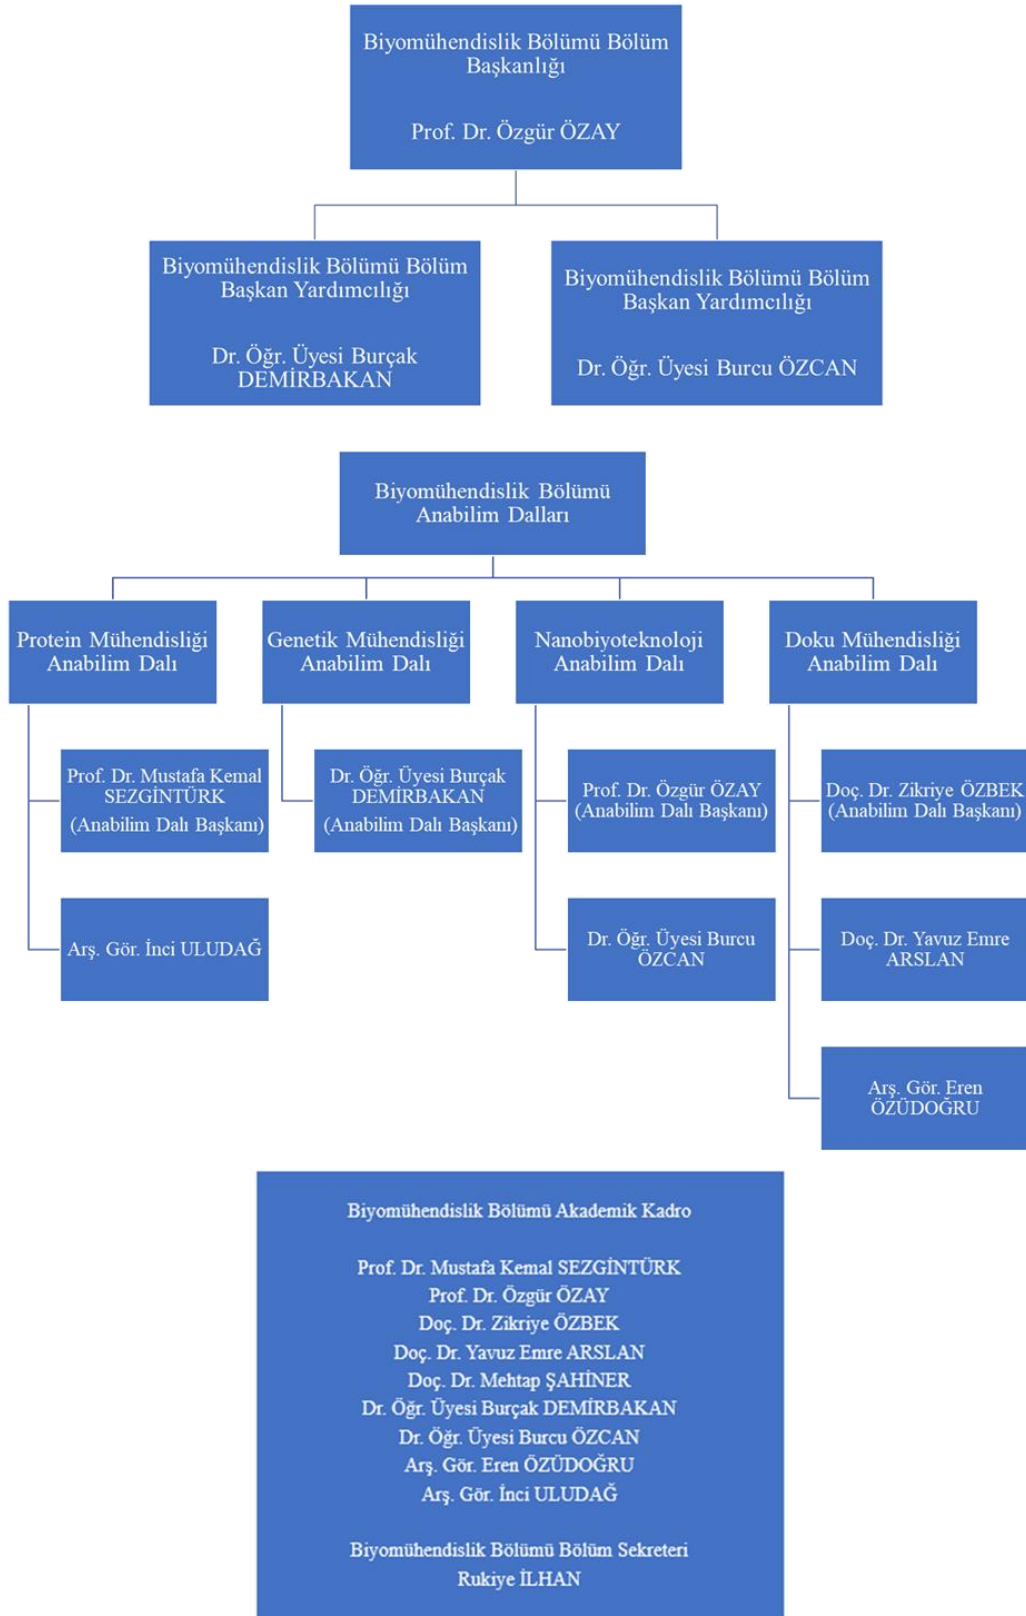 Biyomühendislik Bölümü Bölüm
Başkanlığı
Prof. Dr. Özgür ÖZAY
Biyomühendislik Bölümü Bölüm
Başkan Yardımcılığı
Dr. Öğr. Üyesi Burçak
DEMİRBAKAN
Biyomühendislik Bölümü Bölüm
Başkan Yardımcılığı
Dr. Öğr. Üyesi Burcu ÖZCAN
Biyomühendislik Bölümü
Anabilim Dalları
Protein Mühendisliği
Anabilim Dalı
Prof. Dr. Mustafa Kemal
SEZGİNTÜRK
(Anabilim Dalı Başkanı)
Arş. Gör. İnci ULUDAĞ
Genetik Mühendisliği
Anabilim Dalı
Dr. Öğr. Üyesi Burçak
DEMİRBAKAN
(Anabilim Dalı Başkanı)
Nanobiyoteknoloji
Anabilim Dalı
Prof. Dr. Özgür ÖZAY
(Anabilim Dalı Başkanı)
Dr. Öğr. Üyesi Burcu
ÖZCAN
Doku Mühendisliği
Anabilim Dalı
Doç. Dr. Zikriye ÖZBEK
(Anabilim Dalı Başkanı)
Doç. Dr. Yavuz Emre
ARSLAN
Arş. Gör. Eren
ÖZÜDOĞRU
Biyomühendislik Bölümü Akademik Kadro
Prof. Dr. Mustafa Kemal SEZGİNTÜRK
Prof. Dr. Özgür ÖZAY
Doç. Dr. Zikriye ÖZBEK
Doç. Dr. Yavuz Emre ARSLAN
Doç. Dr. Mehtap ŞAHİNER
Dr. Öğr. Üyesi Burçak DEMİRBAKAN
Dr. Öğr. Üyesi Burcu ÖZCAN
Arş. Gör. Eren ÖZÜDOĞRU
Arş. Gör. İnci ULUDAĞ
Biyomühendislik Bölümü Bölüm Sekreteri
Rukiye İLHAN